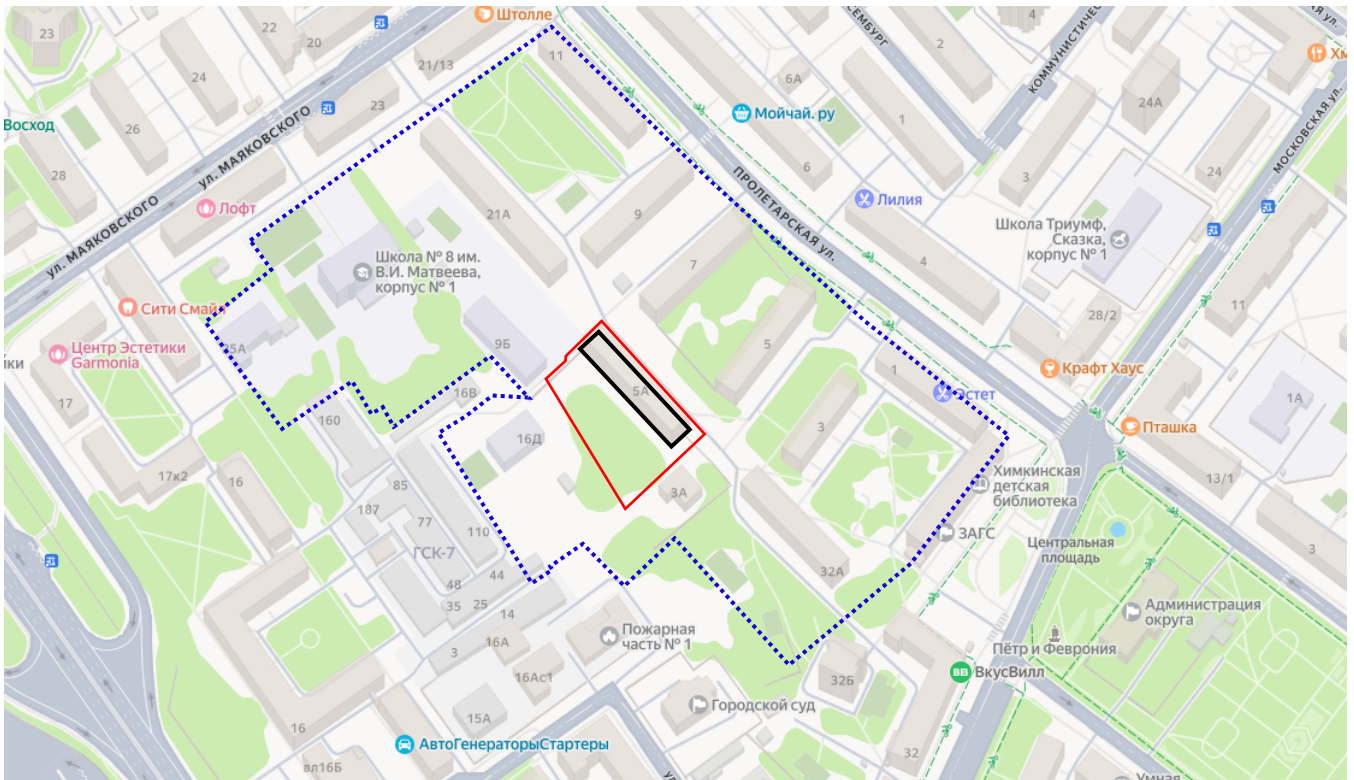 Штолле
23
22
20
24
21/13
11
СЕМБУРГ
2
КОММУНИСТИЧЕС
4
6А
23
Мойчай. ру
24А
МОСКОВСКАЯ УЛ.
Восход
26
ул. МАЯКОВСКОГО
1
28
6
3
24
ПРОЛЕТАРСКАЯ УЛ.
Лилия
Лофт
21А
9
Школа Триумф,
Сказка,
корпус № 1
ул. МАЯКОВСКОГО
Школа № 8 им.
В.И. Матвеева,
корпус № 1
7
4
Сити Смайл
11
28/2
25А
9Б
5
Центр Эстетики
Garmonia
1
Крафт Хаус
5А
16В
Эстет
1А
17
160
3
Пташка
16Д
17к2
16
85
3А
Химкинская
детская
библиотека
13/1
187
77
110
ЗАГС
Центральная
площадь
3
ГСК-7
44
48
32А
35
25
14
Администрация
округа
16А
Пожарная
часть № 1
3
Пётр и Феврония
16Ас1
ВкусВилл
32Б
15А
Городской суд
16
АвтоГенераторыСтартеры
32
вл16Б
Умная